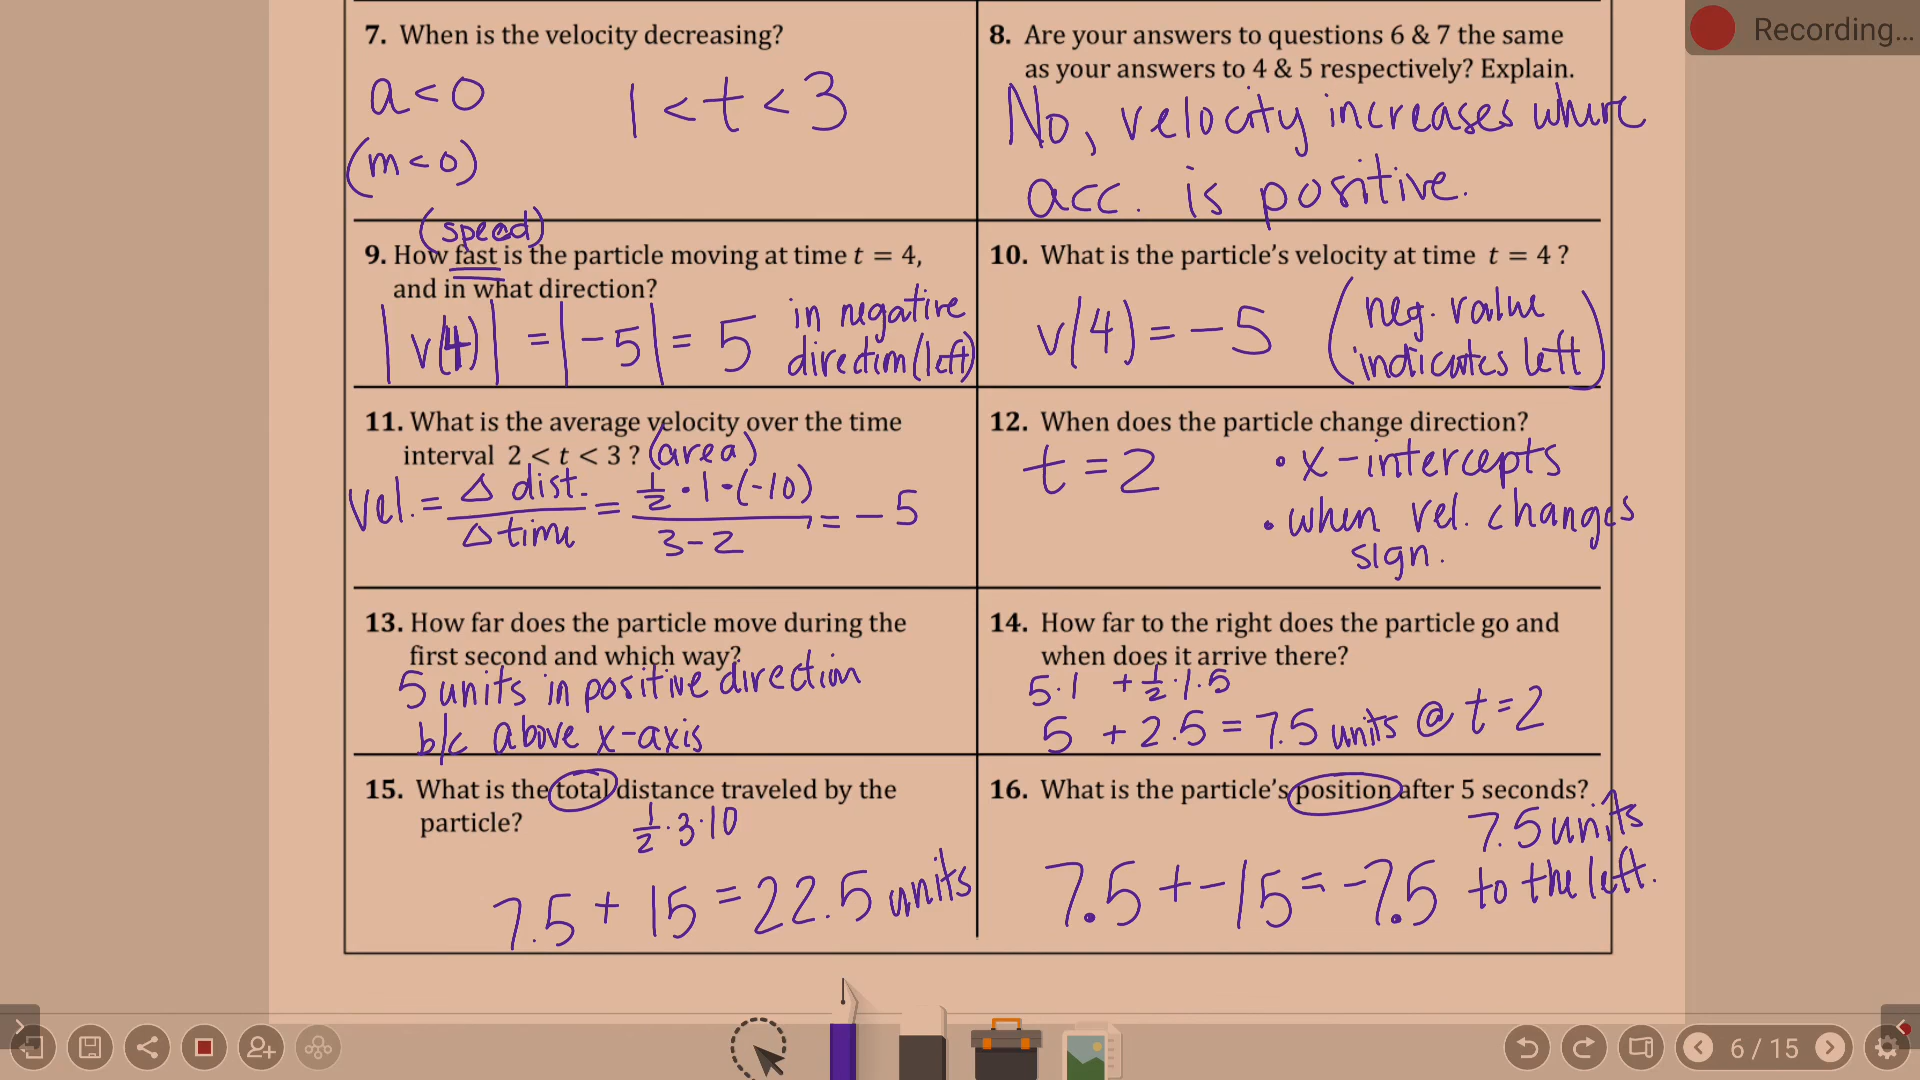 Recording...
7. When is the velocity decreasing?
a < 0 1 < t < 3
(m < 0)
8. Are your answers to questions 6 & 7 the same
as your answers to 4 & 5 respectively? Explain.
No, velocity increases where
acc. is positive.
(speed)
9. How fast is the particle moving at time t = 4,
and in what direction?
|v(4)| = |-5| = 5 in negative
direction (left)
10. What is the particle's velocity at time t = 4 ?
v(4) = -5 (neg. value
indicates left)
11. What is the average velocity over the time
interval 2 < t < 3 ? (area)
Vel. = Δ dist. / Δ time = 1/2 · 1 · (-10) / 3-2 = -5
12. When does the particle change direction?
t = 2 • x-intercepts
• when vel. changes
sign.
13. How far does the particle move during the
first second and which way?
5 units in positive direction
b/c above x-axis
14. How far to the right does the particle go and
when does it arrive there?
5·1 + 1/2·1·5
5 + 2.5 = 7.5 units @ t=2
15. What is the total distance traveled by the
particle?
1/2·3·10
7.5 + 15 = 22.5 units
16. What is the particle's position after 5 seconds?
7.5 + -15 = -7.5 7.5 units
to the left.
6 / 15